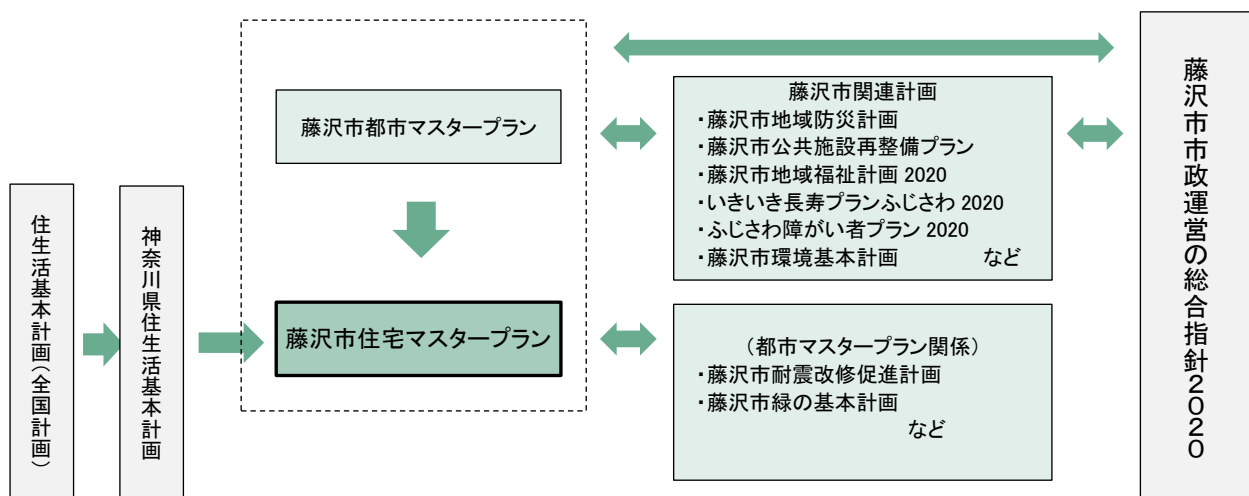 住生活基本計画(全国計画)
神奈川県住生活基本計画
藤沢市都市マスタープラン
藤沢市住宅マスタープラン
藤沢市関連計画
・藤沢市地域防災計画
・藤沢市公共施設再整備プラン
・藤沢市地域福祉計画 2020
・いきいき長寿プランふじさわ 2020
・ふじさわ障がい者プラン 2020
・藤沢市環境基本計画 など
(都市マスタープラン関係)
・藤沢市耐震改修促進計画
・藤沢市緑の基本計画
など
藤沢市市政運営の総合指針2020